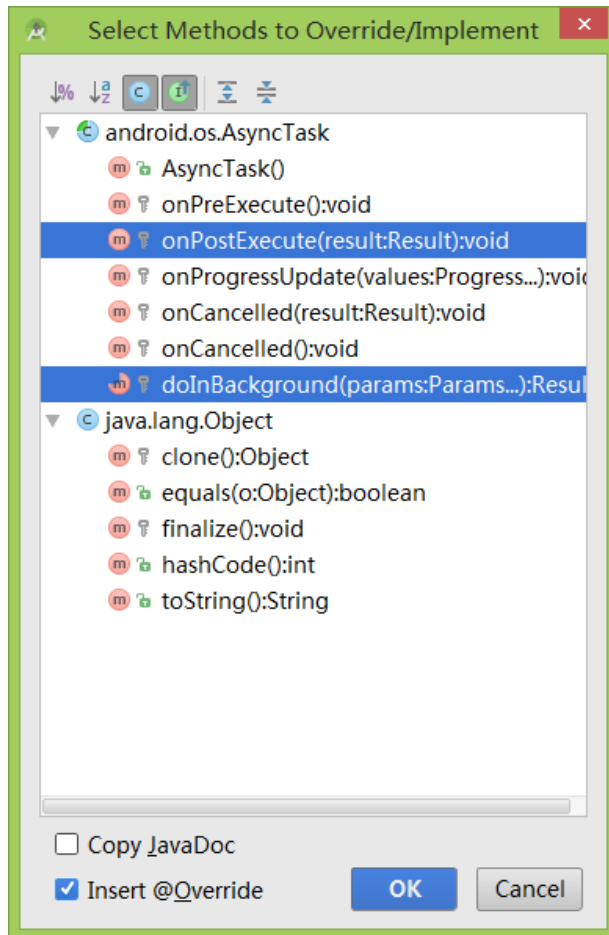 Select Methods to Override/Implement
android.os.AsyncTask
AsyncTask()
onPreExecute():void
onPostExecute(result:Result):void
onProgressUpdate(values:Progress...):voi
onCancelled(result:Result):void
onCancelled():void
doInBackground(params:Params...):Resul
java.lang.Object
clone():Object
equals(o:Object):boolean
finalize():void
hashCode():int
toString():String
Copy JavaDoc
Insert @Override
OK Cancel